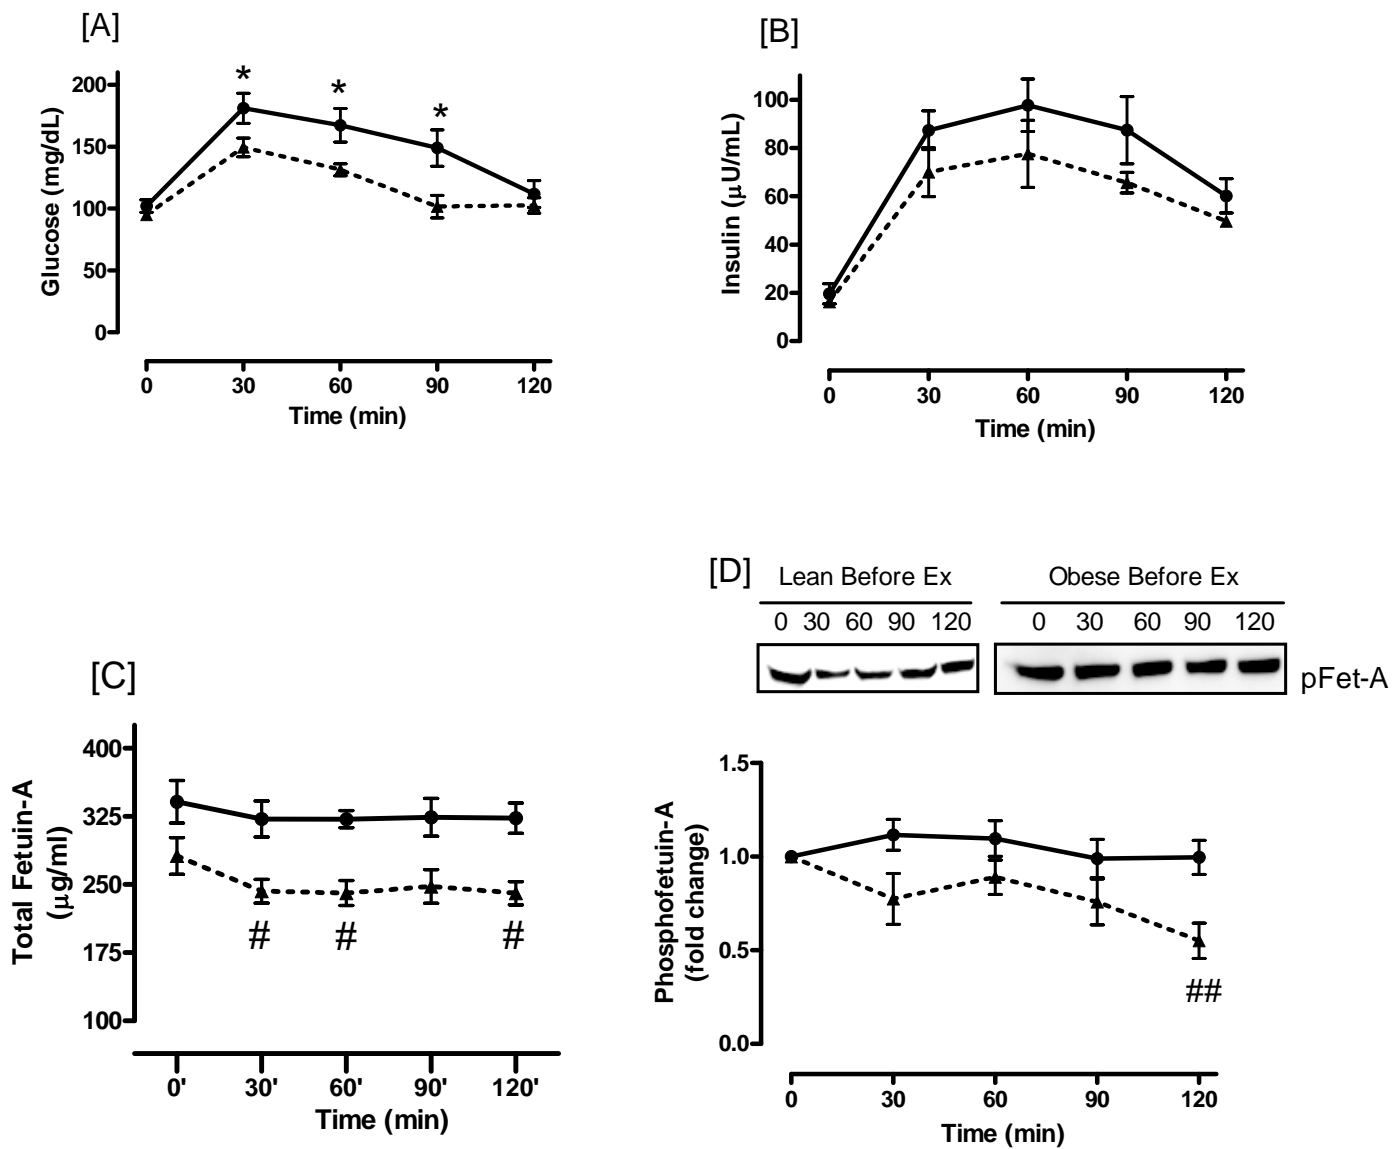 [A]
* * *
200
150
100
50
0
Glucose (mg/dL)
0 30 60 90 120
Time (min)
[B]
100
80
60
40
20
0
Insulin (μU/mL)
0 30 60 90 120
Time (min)
[C]
400
325
250
175
100
Total Fetuin-A
(μg/ml)
# # #
0' 30' 60' 90' 120'
Time (min)
[D]
Lean Before Ex
0 30 60 90 120
Obese Before Ex
0 30 60 90 120
pFet-A
1.5
1.0
0.5
0.0
Phosphofetuin-A
(fold change)
##
0 30 60 90 120
Time (min)